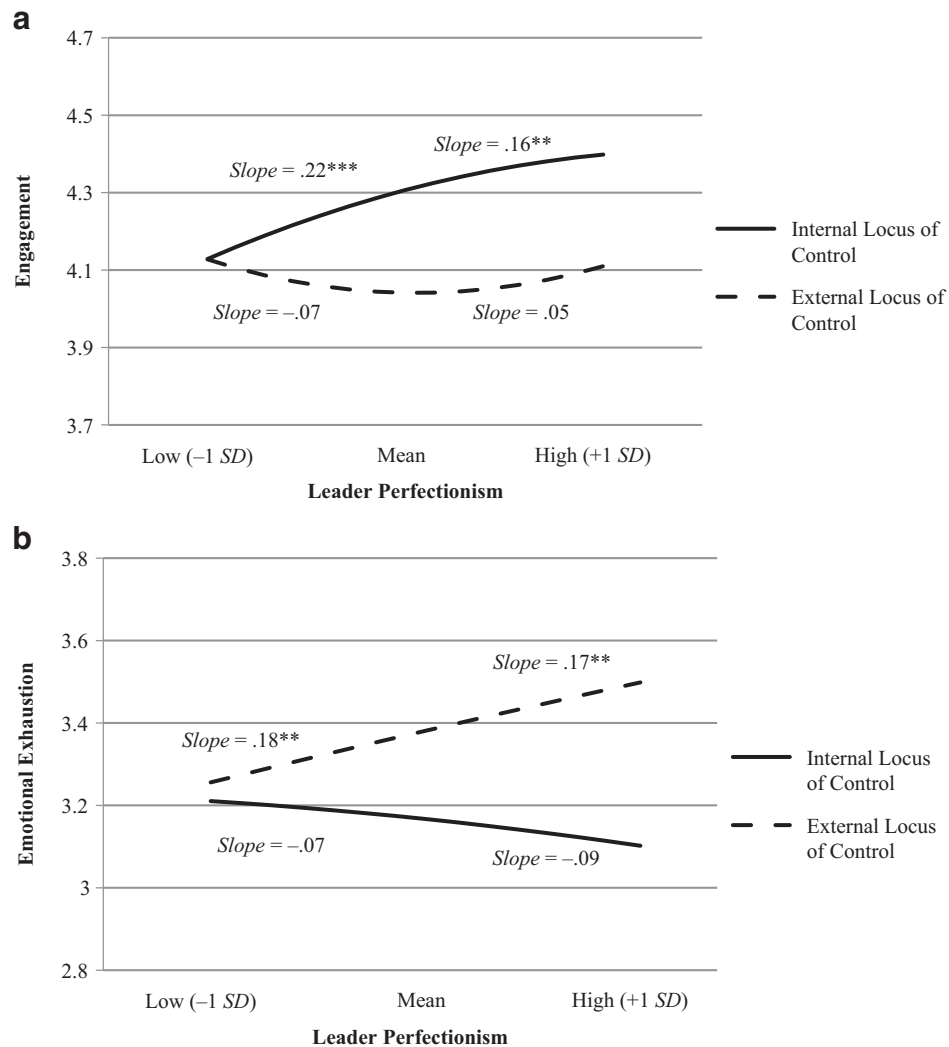 a
4.7
4.5
4.3
4.1
3.9
3.7
Engagement
Slope = .22***
Slope = .16**
Slope = –.07
Slope = .05
Internal Locus of
Control
External Locus of
Control
Low (–1 SD)
Mean
High (+1 SD)
Leader Perfectionism
b
3.8
3.6
3.4
3.2
3
2.8
Emotional Exhaustion
Slope = .17**
Slope = .18**
Slope = –.07
Slope = –.09
Internal Locus
of Control
External Locus
of Control
Low (–1 SD)
Mean
High (+1 SD)
Leader Perfectionism